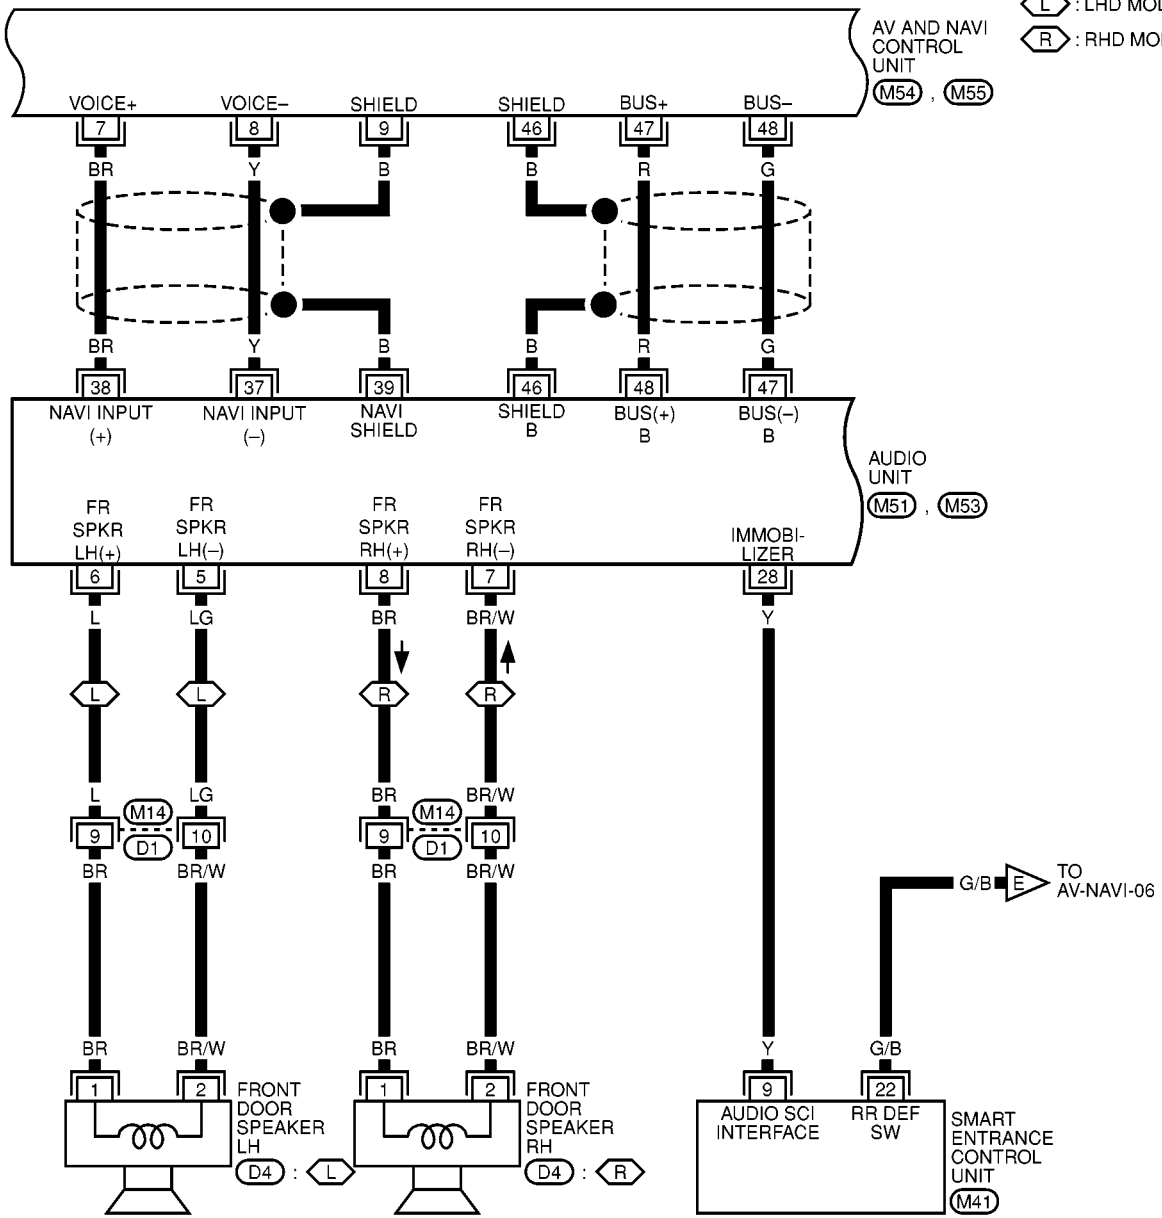 L : LHD
R : RHD
AV AND NAVI
CONTROL
UNIT
M54 , M55
VOICE+ VOICE– SHIELD SHIELD BUS+ BUS–
7 8 9 46 47 48
BR Y B B R G
BR Y B B R G
38 37 39 46 48 47
NAVI INPUT (+)
NAVI INPUT (–)
NAVI SHIELD
SHIELD B
BUS(+) B
BUS(–) B
AUDIO
UNIT
M51 , M53
FR SPKR LH(+)
FR SPKR LH(–)
FR SPKR RH(+)
FR SPKR RH(–)
IMMOBI-
LIZER
6 5 8 7 28
L LG BR BR/W Y
L L R R
L LG BR BR/W
M14 M14
9 10 9 10
D1 D1
BR BR/W BR BR/W
G/B E TO
AV-NAVI-06
BR BR/W BR BR/W Y G/B
1 2 1 2 9 22
FRONT
DOOR
SPEAKER
LH
D4 : L
FRONT
DOOR
SPEAKER
RH
D4 : R
AUDIO SCI
INTERFACE
RR DEF
SW
SMART
ENTRANCE
CONTROL
UNIT
M41